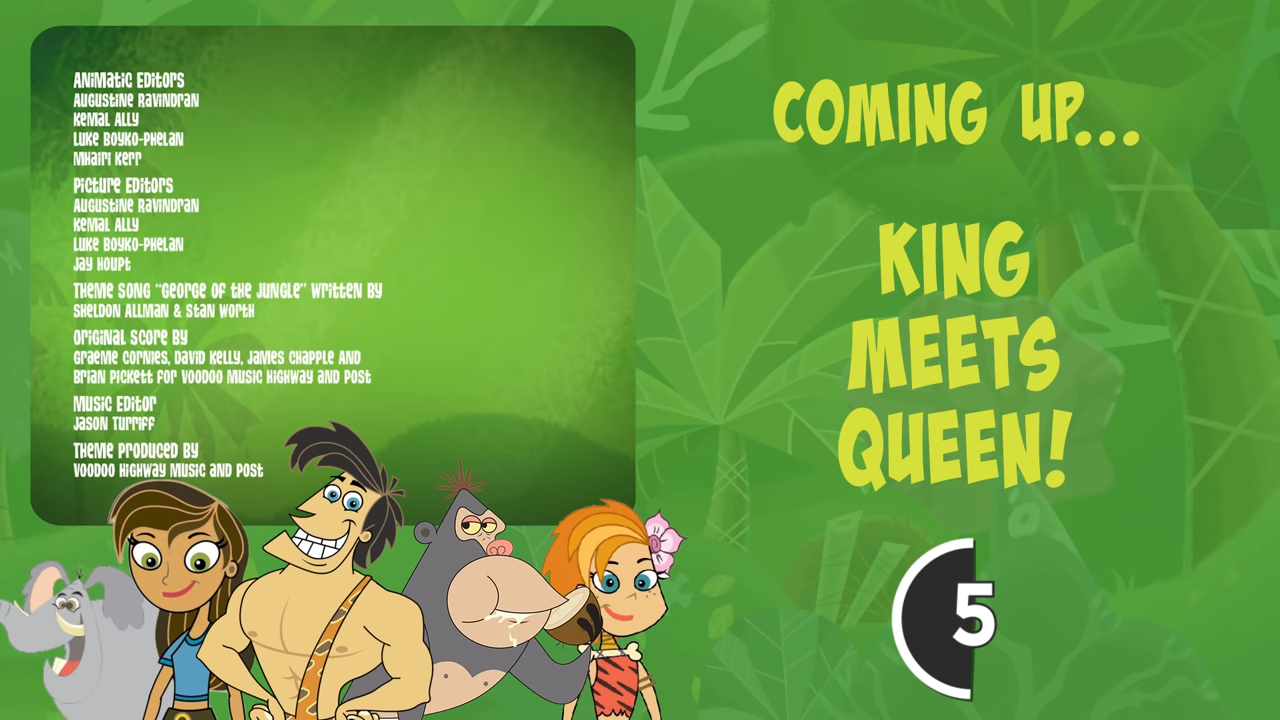 Animatic Editors
Augustine Ravindran
Kemal Ally
Luke Boyko-Phelan
Mhairi Kerr
Picture Editors
Augustine Ravindran
Kemal Ally
Luke Boyko-Phelan
Jay Houpt
Theme Song “George of the Jungle” Written by
Sheldon Allman & Stan Worth
Original Score by
Graeme Cornies, David Kelly, James Chapple and
Brian Pickett for Voodoo Music Highway and Post
Music Editor
Jason Turriff
Theme Produced by
Voodoo Highway Music and Post
COMING UP...
KING
MEETS
QUEEN!
5